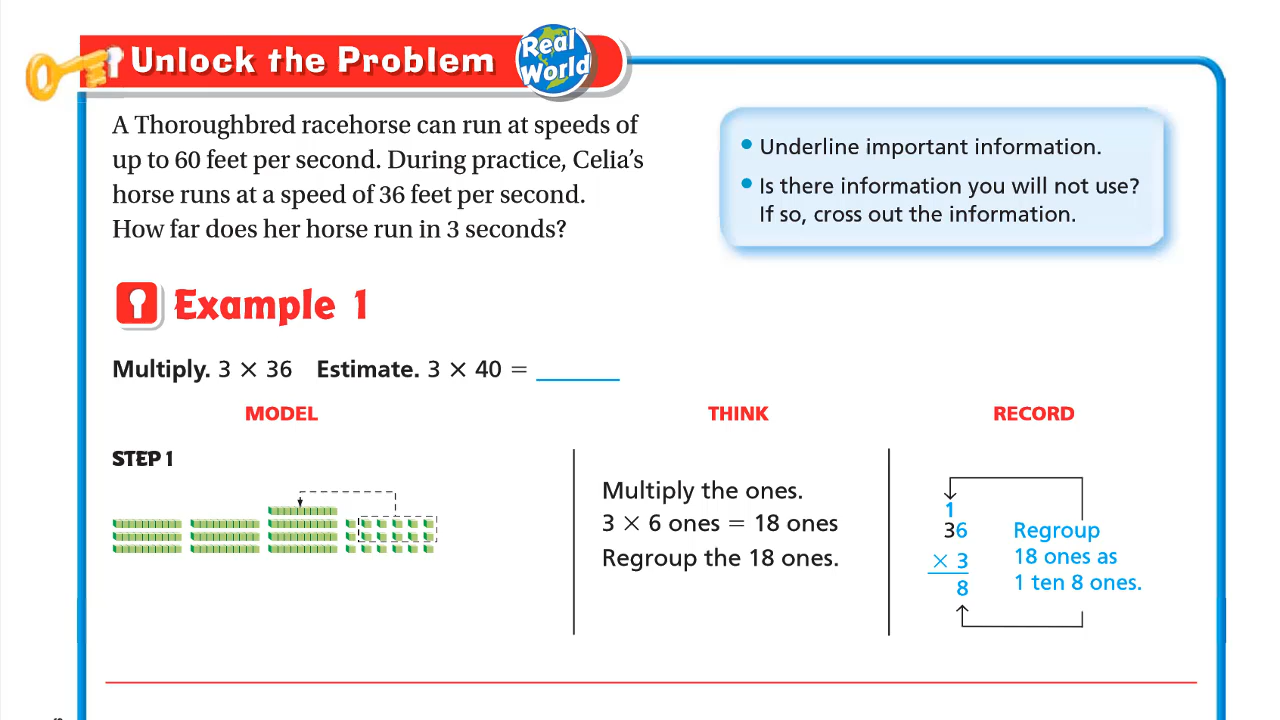 Unlock the Problem
Real
World
A Thoroughbred racehorse can run at speeds of
up to 60 feet per second. During practice, Celia's
horse runs at a speed of 36 feet per second.
How far does her horse run in 3 seconds?
• Underline important information.
• Is there information you will not use?
If so, cross out the information.
Example 1
Multiply. 3 × 36 Estimate. 3 × 40 = ______
MODEL
THINK
RECORD
STEP 1
Multiply the ones.
3 × 6 ones = 18 ones
Regroup the 18 ones.
1
36
× 3
8
Regroup
18 ones as
1 ten 8 ones.